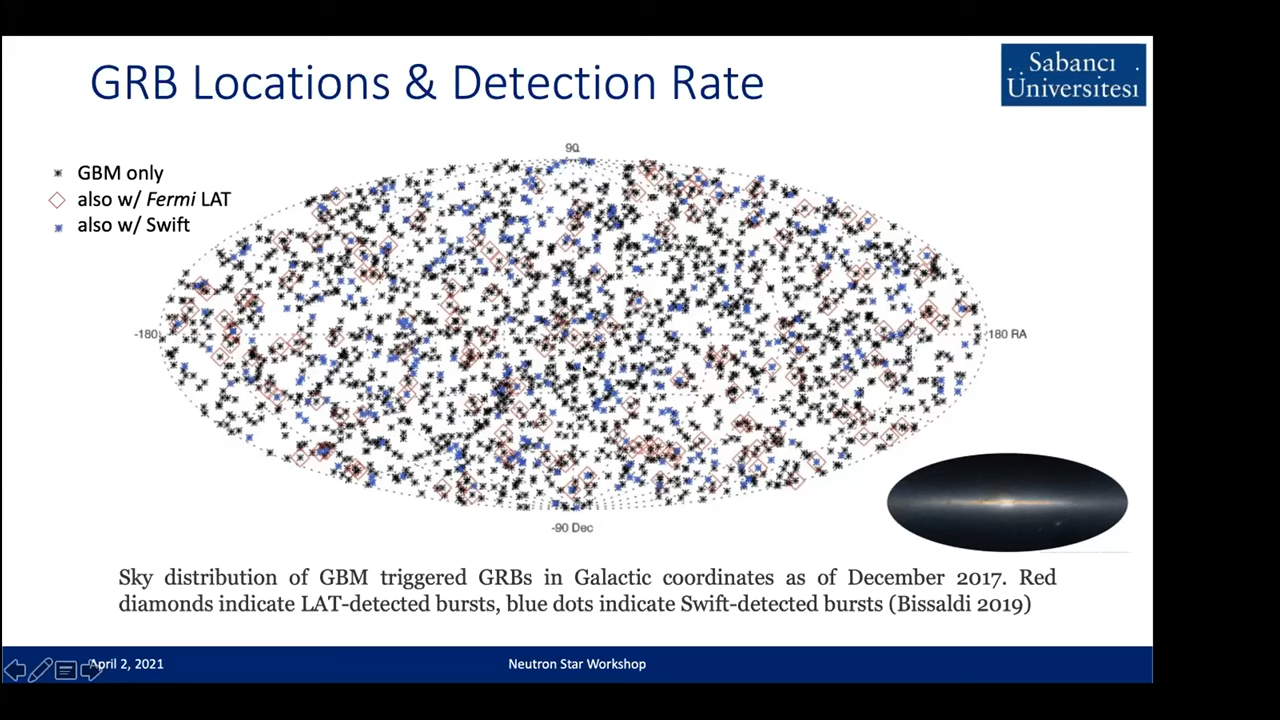 GRB Locations & Detection Rate
Sabancı
Üniversitesi
GBM only
also w/ Fermi LAT
also w/ Swift
90
-180
180 RA
-90 Dec
Sky distribution of GBM triggered GRBs in Galactic coordinates as of December 2017. Red
diamonds indicate LAT-detected bursts, blue dots indicate Swift-detected bursts (Bissaldi 2019)
April 2, 2021
Neutron Star Workshop